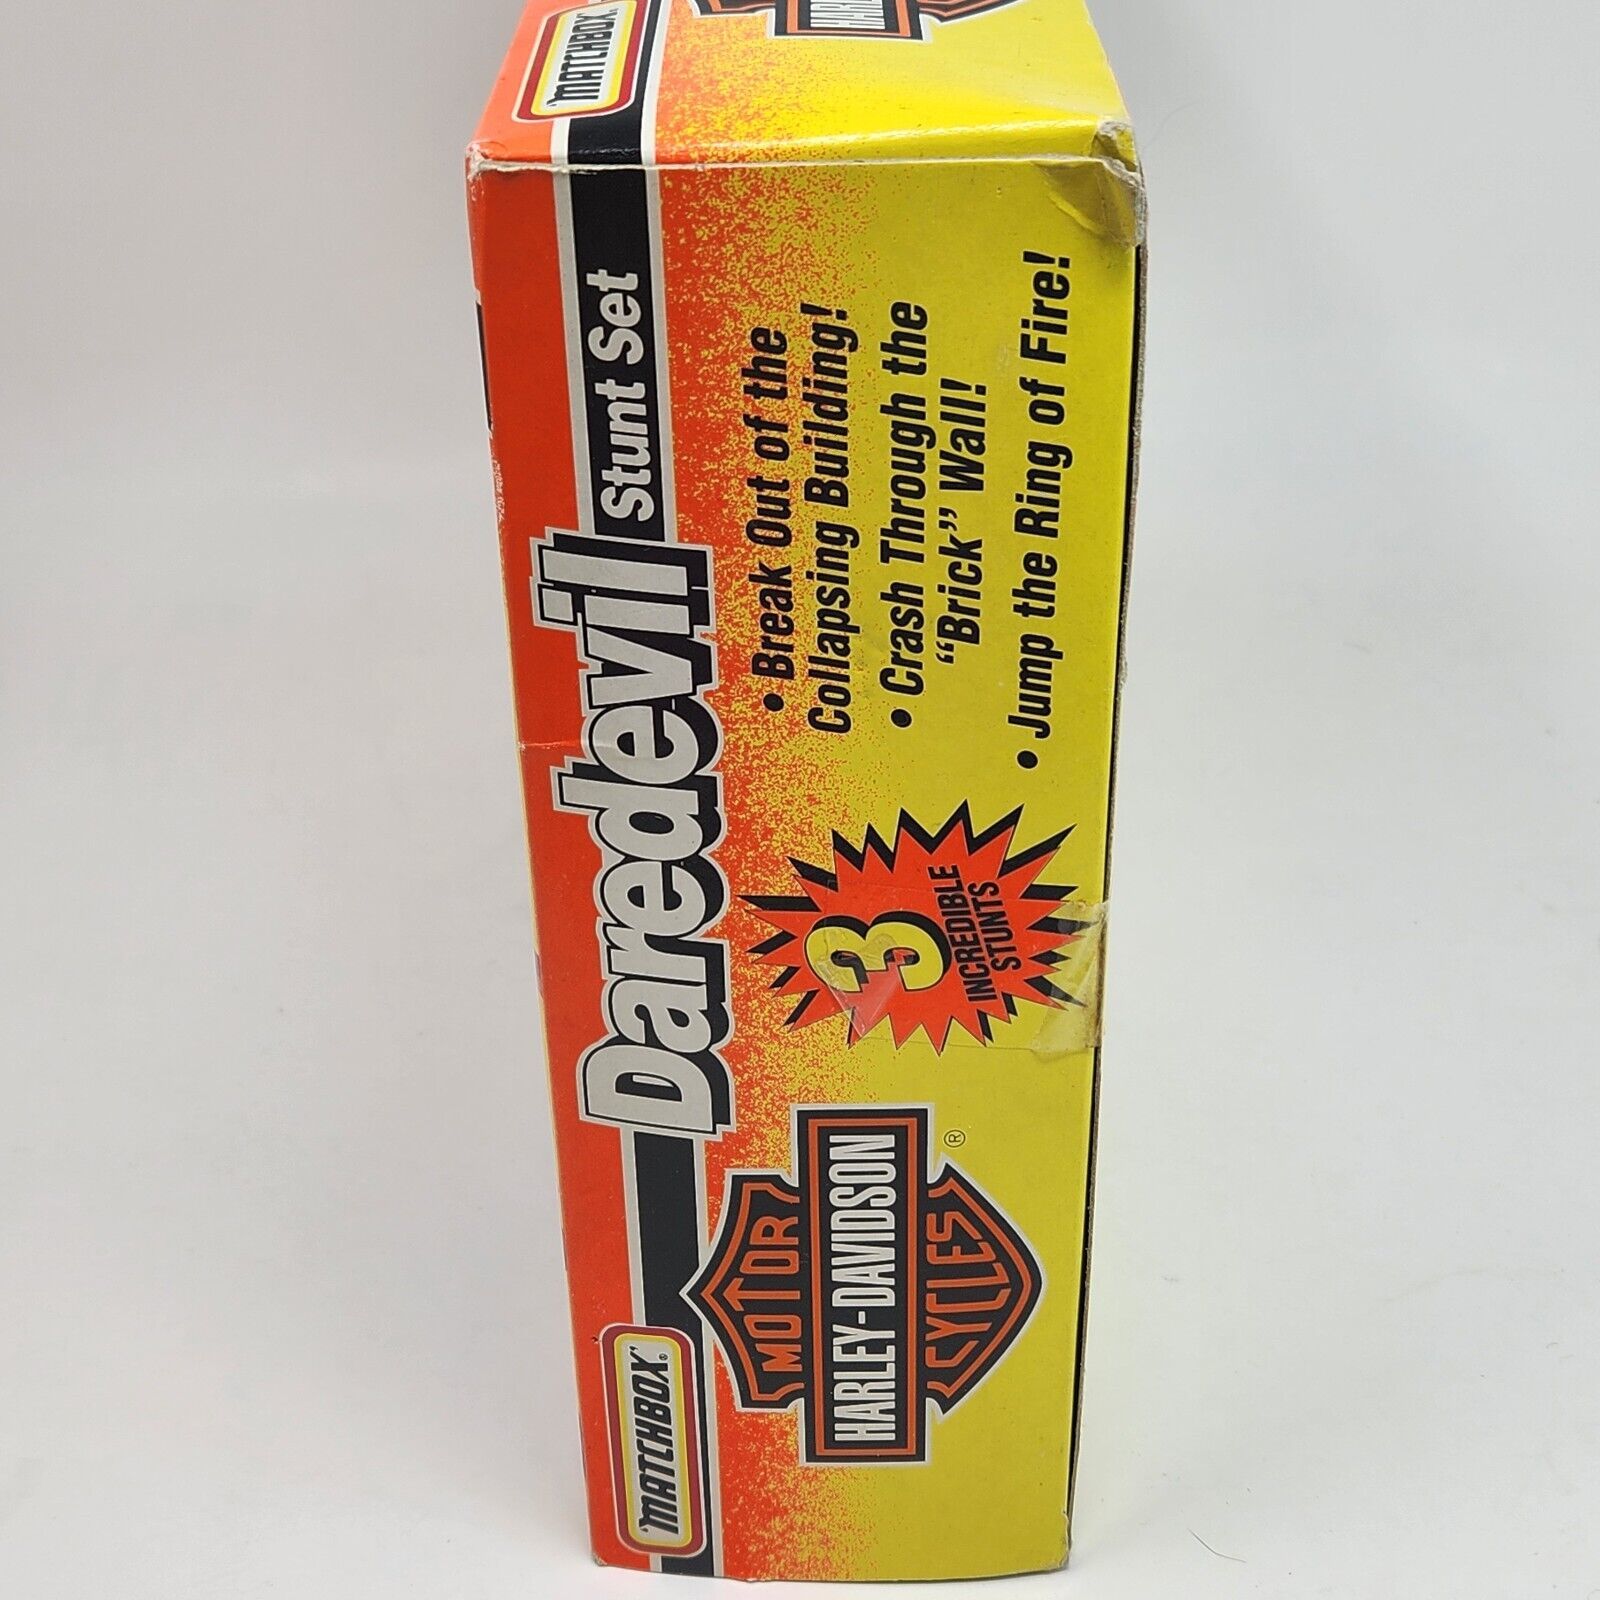 MATCHBOX
HARLEY
MATCHBOX®
Daredevil Stunt Set
MOTOR
HARLEY-DAVIDSON
CYCLES
®
3
INCREDIBLE
STUNTS
• Break Out of the
Collapsing Building!
• Crash Through the
“Brick” Wall!
• Jump the Ring of Fire!